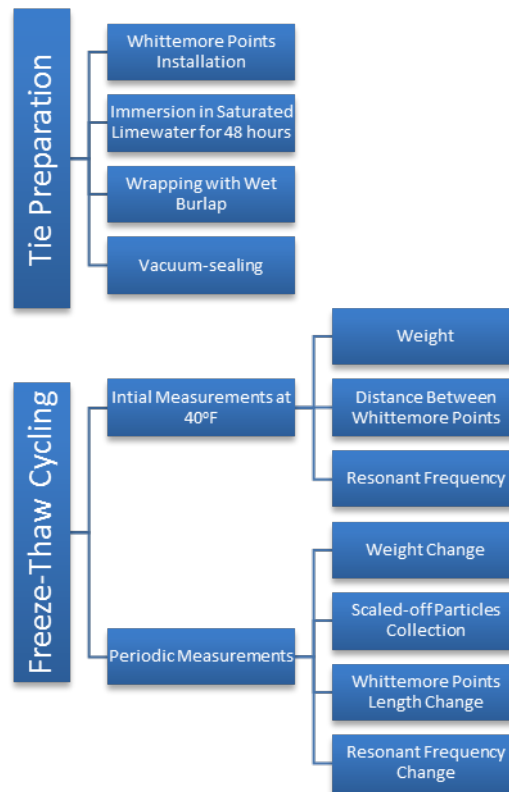 Tie Preparation
Whittemore Points
Installation
Immersion in Saturated
Limewater for 48 hours
Wrapping with Wet
Burlap
Vacuum-sealing
Freeze-Thaw Cycling
Intial Measurements at
40°F
Weight
Distance Between
Whittemore Points
Resonant Frequency
Periodic Measurements
Weight Change
Scaled-off Particles
Collection
Whittemore Points
Length Change
Resonant Frequency
Change